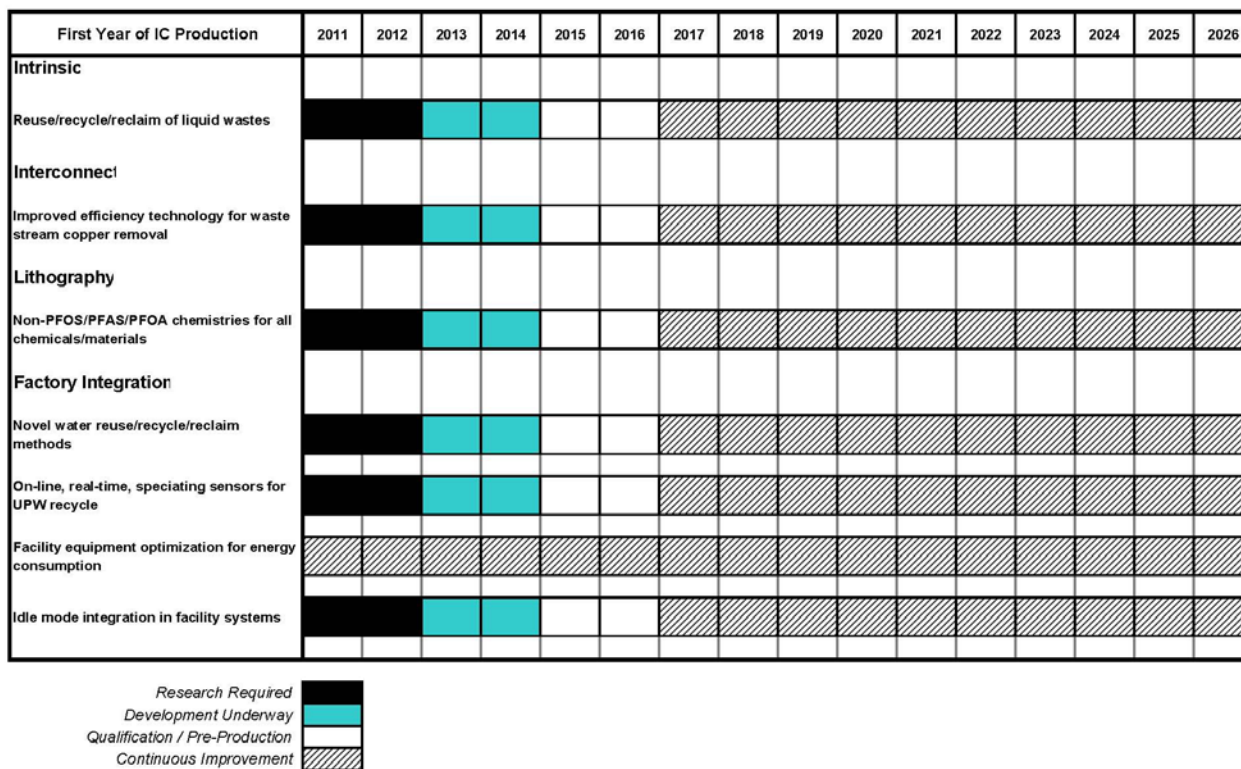 First Year of IC Production 2011 2012 2013 2014 2015 2016 2017 2018 2019 2020 2021 2022 2023 2024 2025 2026
Intrinsic
Reuse/recycle/reclaim of liquid wastes
Interconnect
Improved efficiency technology for waste
stream copper removal
Lithography
Non-PFOS/PFAS/PFOA chemistries for all
chemicals/materials
Factory Integration
Novel water reuse/recycle/reclaim
methods
On-line, real-time, speciating sensors for
UPW recycle
Facility equipment optimization for energy
consumption
Idle mode integration in facility systems
Research Required
Development Underway
Qualification / Pre-Production
Continuous Improvement